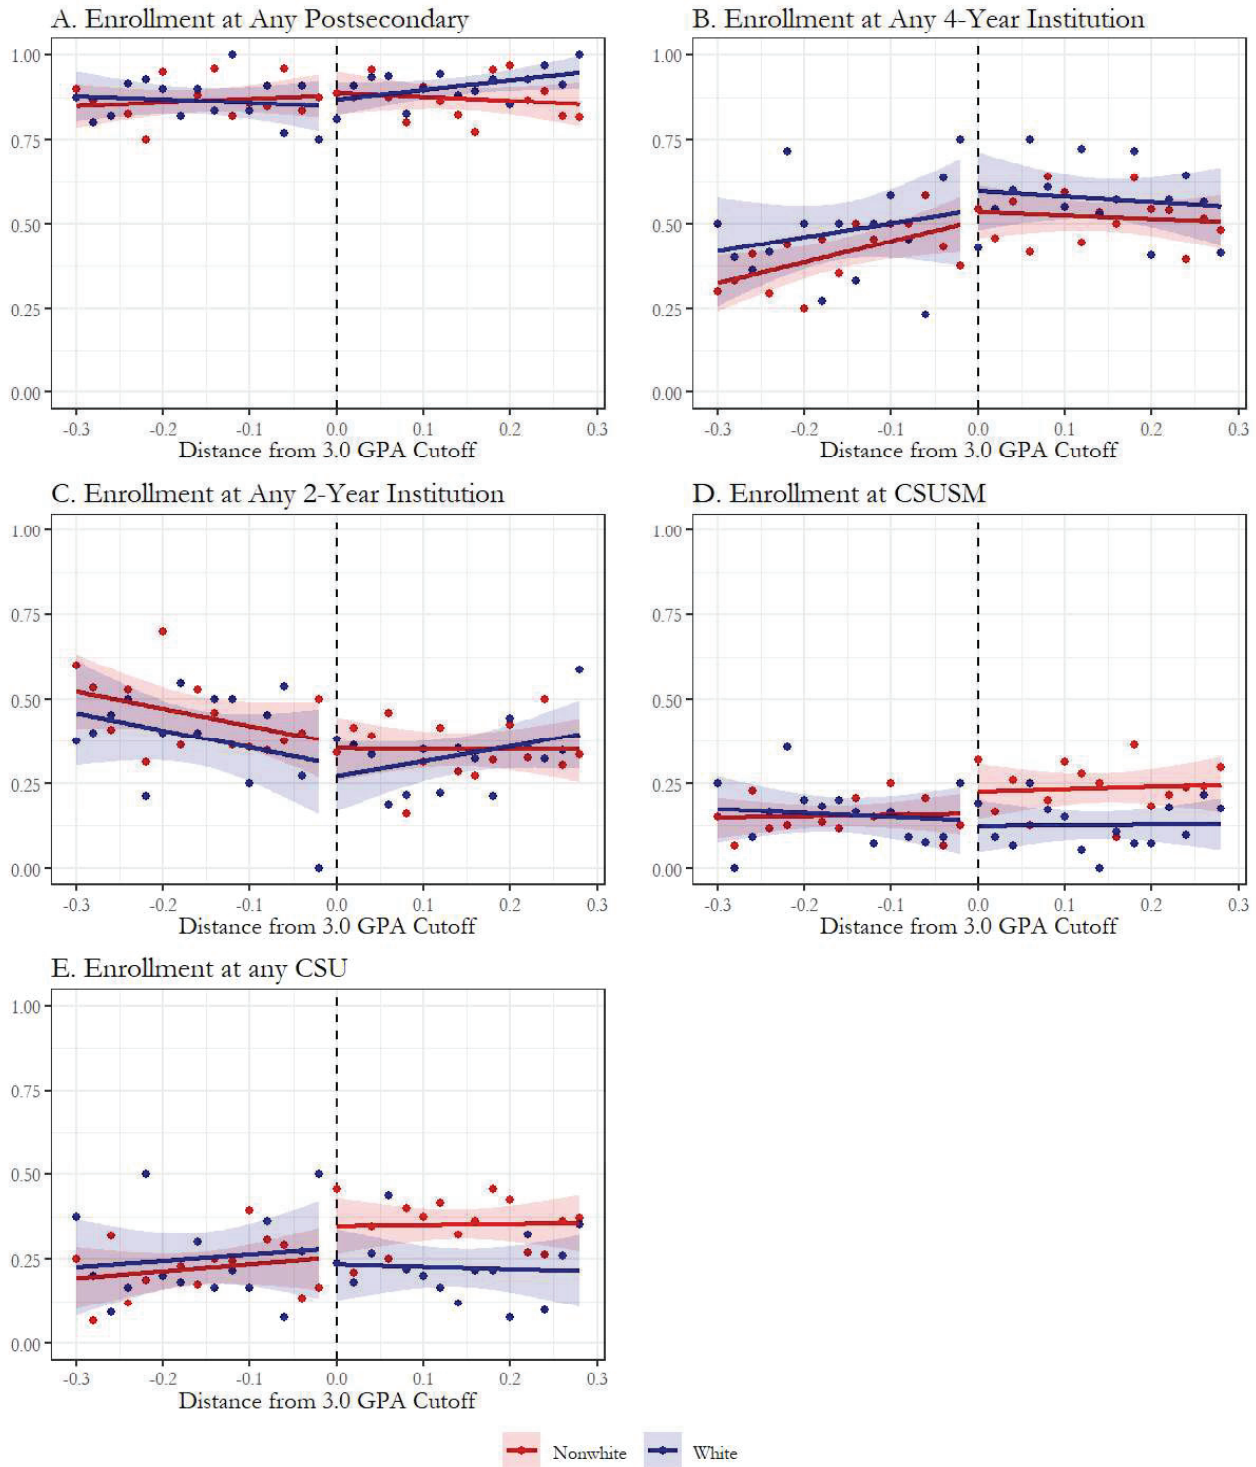 A. Enrollment at Any Postsecondary
1.00
0.75
0.50
0.25
0.00
-0.3 -0.2 -0.1 0.0 0.1 0.2 0.3
Distance from 3.0 GPA Cutoff
B. Enrollment at Any 4-Year Institution
1.00
0.75
0.50
0.25
0.00
-0.3 -0.2 -0.1 0.0 0.1 0.2 0.3
Distance from 3.0 GPA Cutoff
C. Enrollment at Any 2-Year Institution
1.00
0.75
0.50
0.25
0.00
-0.3 -0.2 -0.1 0.0 0.1 0.2 0.3
Distance from 3.0 GPA Cutoff
D. Enrollment at CSUSM
1.00
0.75
0.50
0.25
0.00
-0.3 -0.2 -0.1 0.0 0.1 0.2 0.3
Distance from 3.0 GPA Cutoff
E. Enrollment at any CSU
1.00
0.75
0.50
0.25
0.00
-0.3 -0.2 -0.1 0.0 0.1 0.2 0.3
Distance from 3.0 GPA Cutoff
Nonwhite White